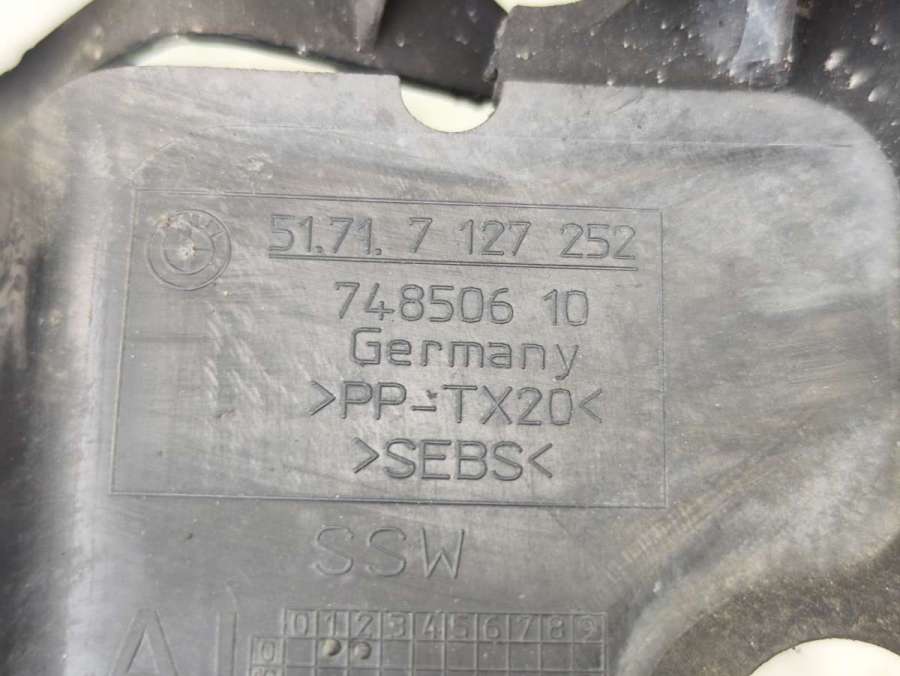 51.71. 7 127 252
748506 10
Germany
>PP-TX20<
>SEBS<
SSW
0 1 2 3 4 5 6 7 8 9
0